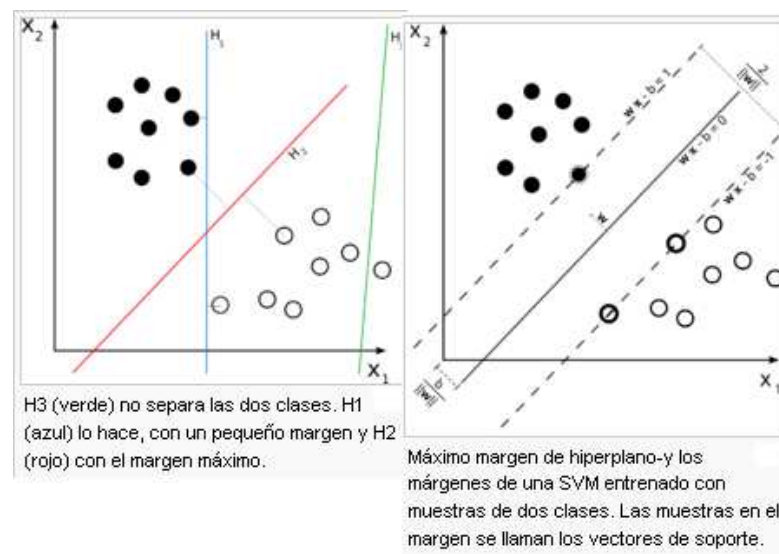 X2
H1
H2
H
X1
H3 (verde) no separa las dos clases. H1
(azul) lo hace, con un pequeño margen y H2
(rojo) con el margen máximo.
X2
w x - b = 1
2
||w||
w x - b = 0
w x - b = -1
w
b
||w||
X1
Máximo margen de hiperplano-y los
márgenes de una SVM entrenado con
muestras de dos clases. Las muestras en el
margen se llaman los vectores de soporte.